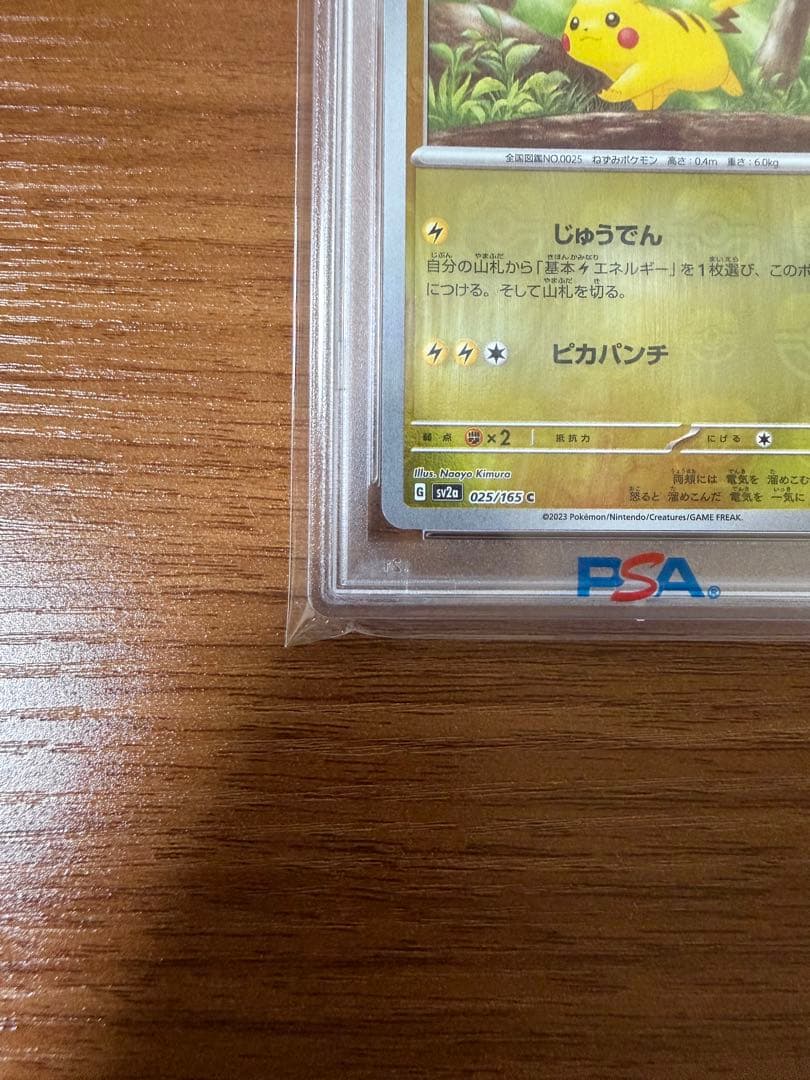 全国図鑑NO.0025 ねずみポケモン 高さ:0.4m 重さ:6.0kg
じゅうでん
自分の山札から「基本エネルギー」を1枚選び、このポ
につける。そして山札を切る。
ピカパンチ
弱点 ×2 抵抗力 にげる
Illus. Naoyo Kimura
両頬には 電気を 溜めこむ
G sv2a 025/165 C
怒ると 溜めこんだ 電気を 一気に
©2023 Pokémon/Nintendo/Creatures/GAME FREAK.
PSA®